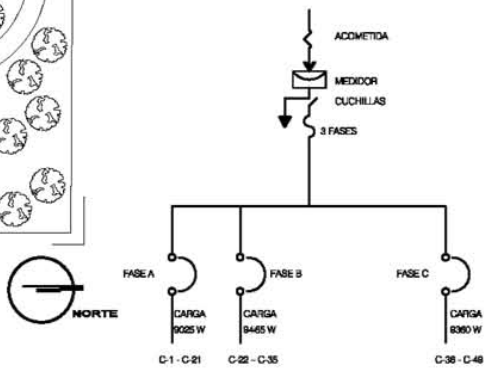 ACOMETIDA
MEDIDOR
CUCHILLAS
3 FASES
FASE A
FASE B
FASE C
NORTE
CARGA
9025 W
CARGA
9465 W
CARGA
9360 W
C-1 - C-21
C-22 - C-35
C-36 - C-49